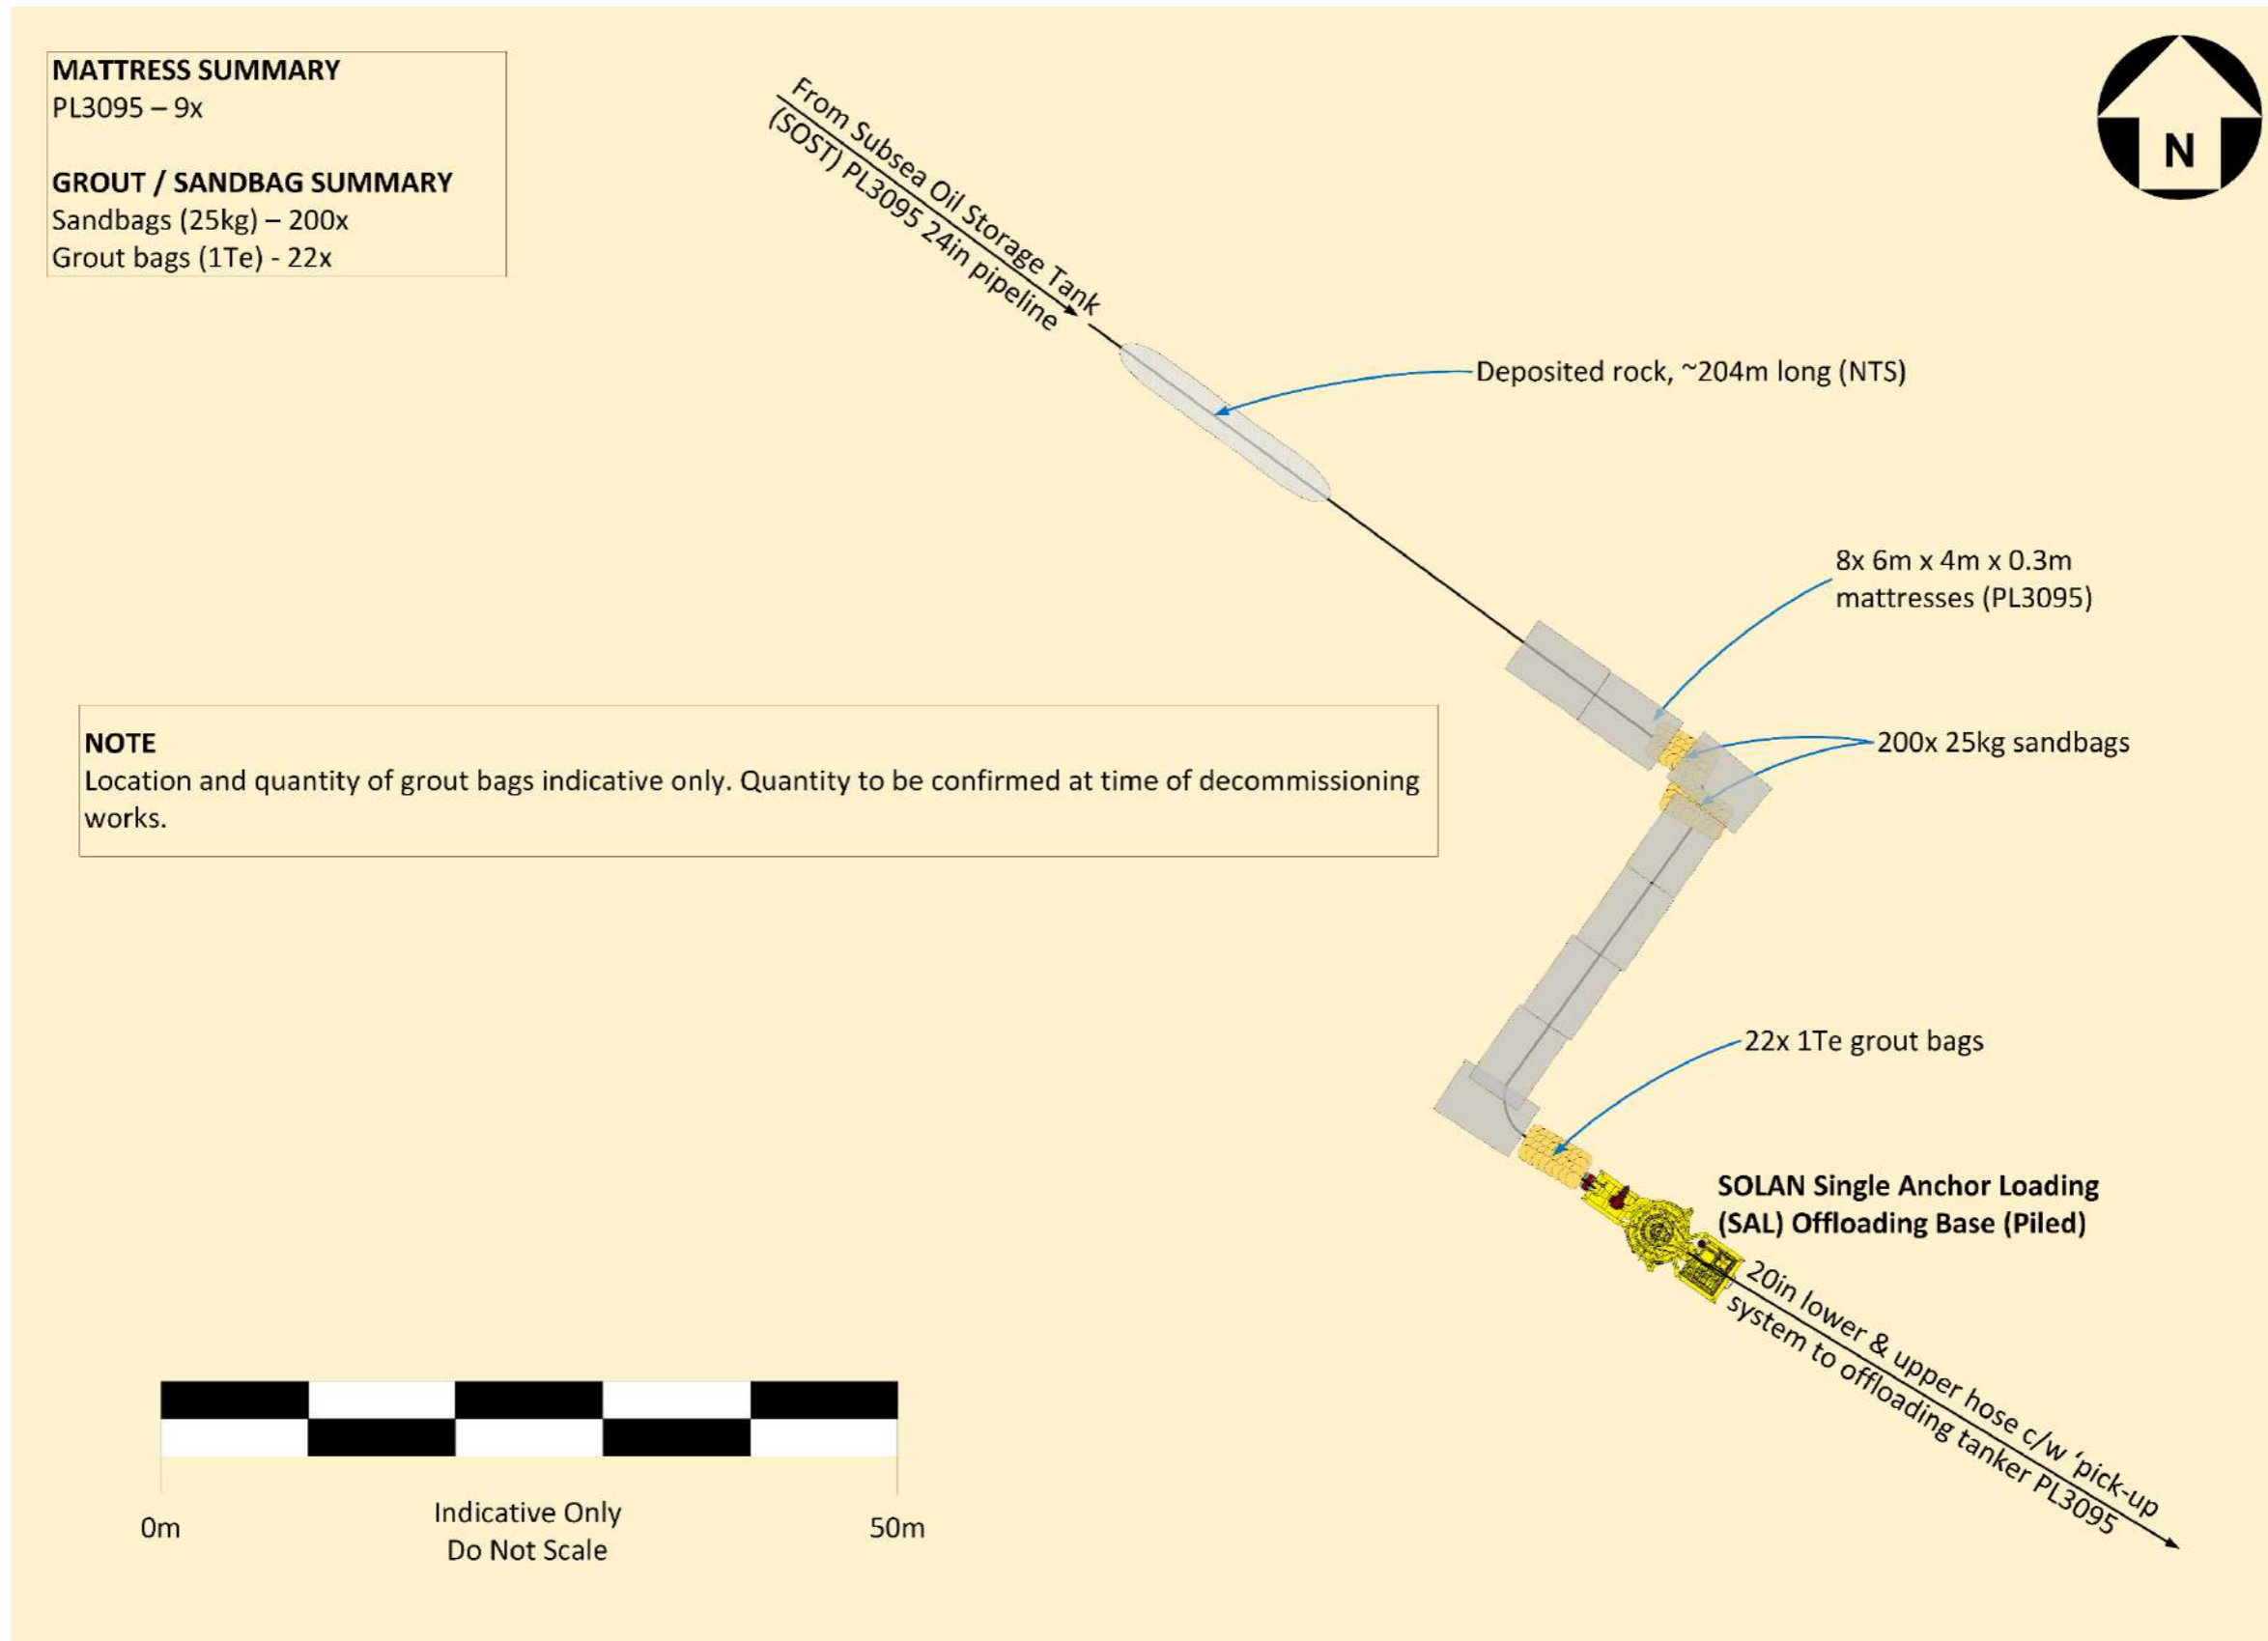 MATTRESS SUMMARY
PL3095 – 9x
GROUT / SANDBAG SUMMARY
Sandbags (25kg) – 200x
Grout bags (1Te) - 22x
N
From Subsea Oil Storage Tank
(SOST) PL3095 24in pipeline
Deposited rock, ~204m long (NTS)
8x 6m x 4m x 0.3m
mattresses (PL3095)
200x 25kg sandbags
NOTE
Location and quantity of grout bags indicative only. Quantity to be confirmed at time of decommissioning
works.
22x 1Te grout bags
SOLAN Single Anchor Loading
(SAL) Offloading Base (Piled)
20in lower & upper hose c/w ‘pick-up
system to offloading tanker PL3095
0m
Indicative Only
Do Not Scale
50m